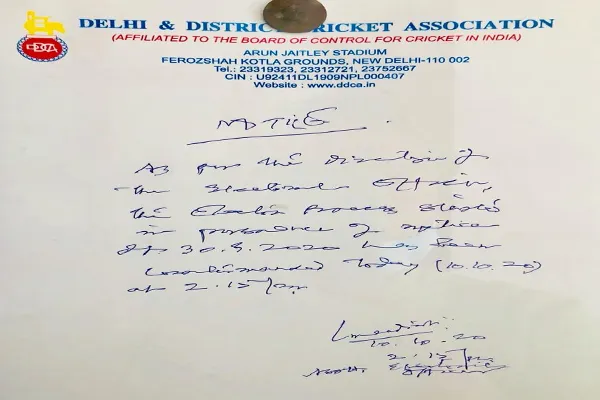 DELHI & DISTRICT CRICKET ASSOCIATION
(AFFILIATED TO THE BOARD OF CONTROL FOR CRICKET IN INDIA)
DDCA
ARUN JAITLEY STADIUM
FEROZSHAH KOTLA GROUNDS, NEW DELHI-110 002
Tel.: 23319323, 23312721, 23752667
CIN : U92411DL1909NPL000407
Website : www.ddca.in
NOTICE
As per the direction of
the Electoral Officer,
the Election Process started
in pursuance of notice
dt. 30.9.2020 has been
countermanded today (10.10.20)
at 2.15 pm
10.10.20
2.15 pm
Officer